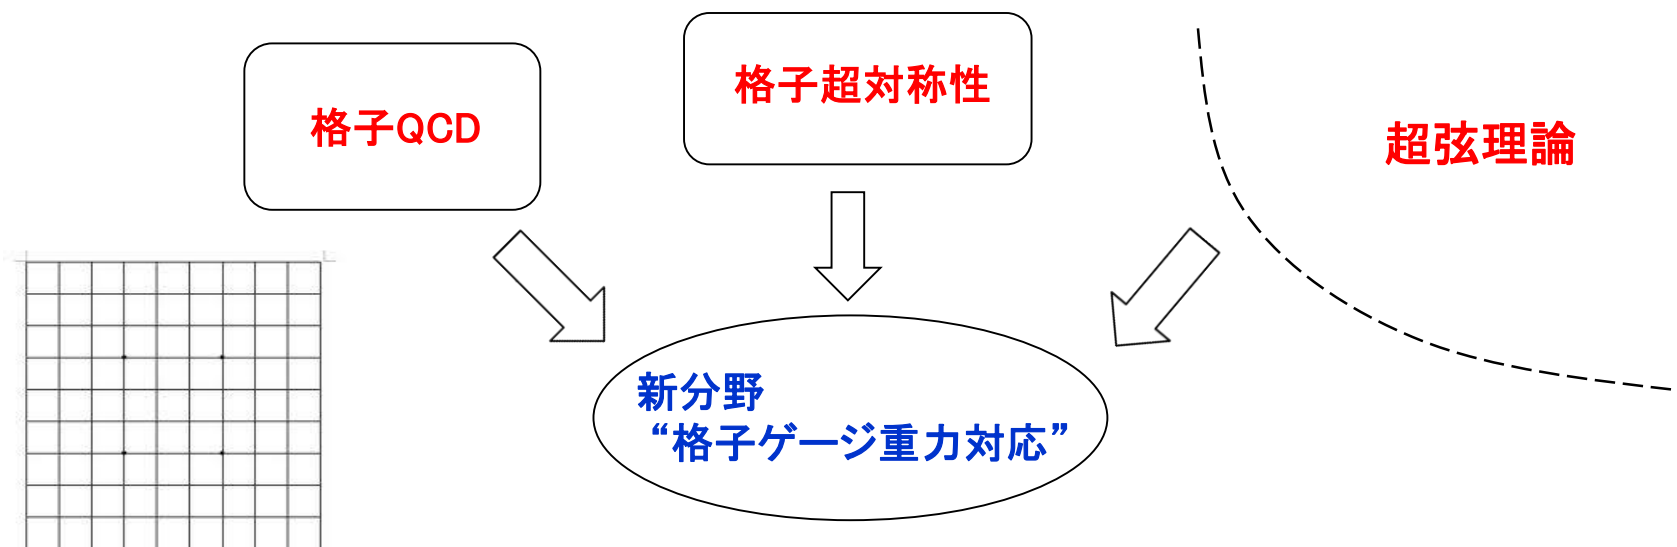 格子QCD
格子超対称性
超弦理論
新分野
“格子ゲージ重力対応”